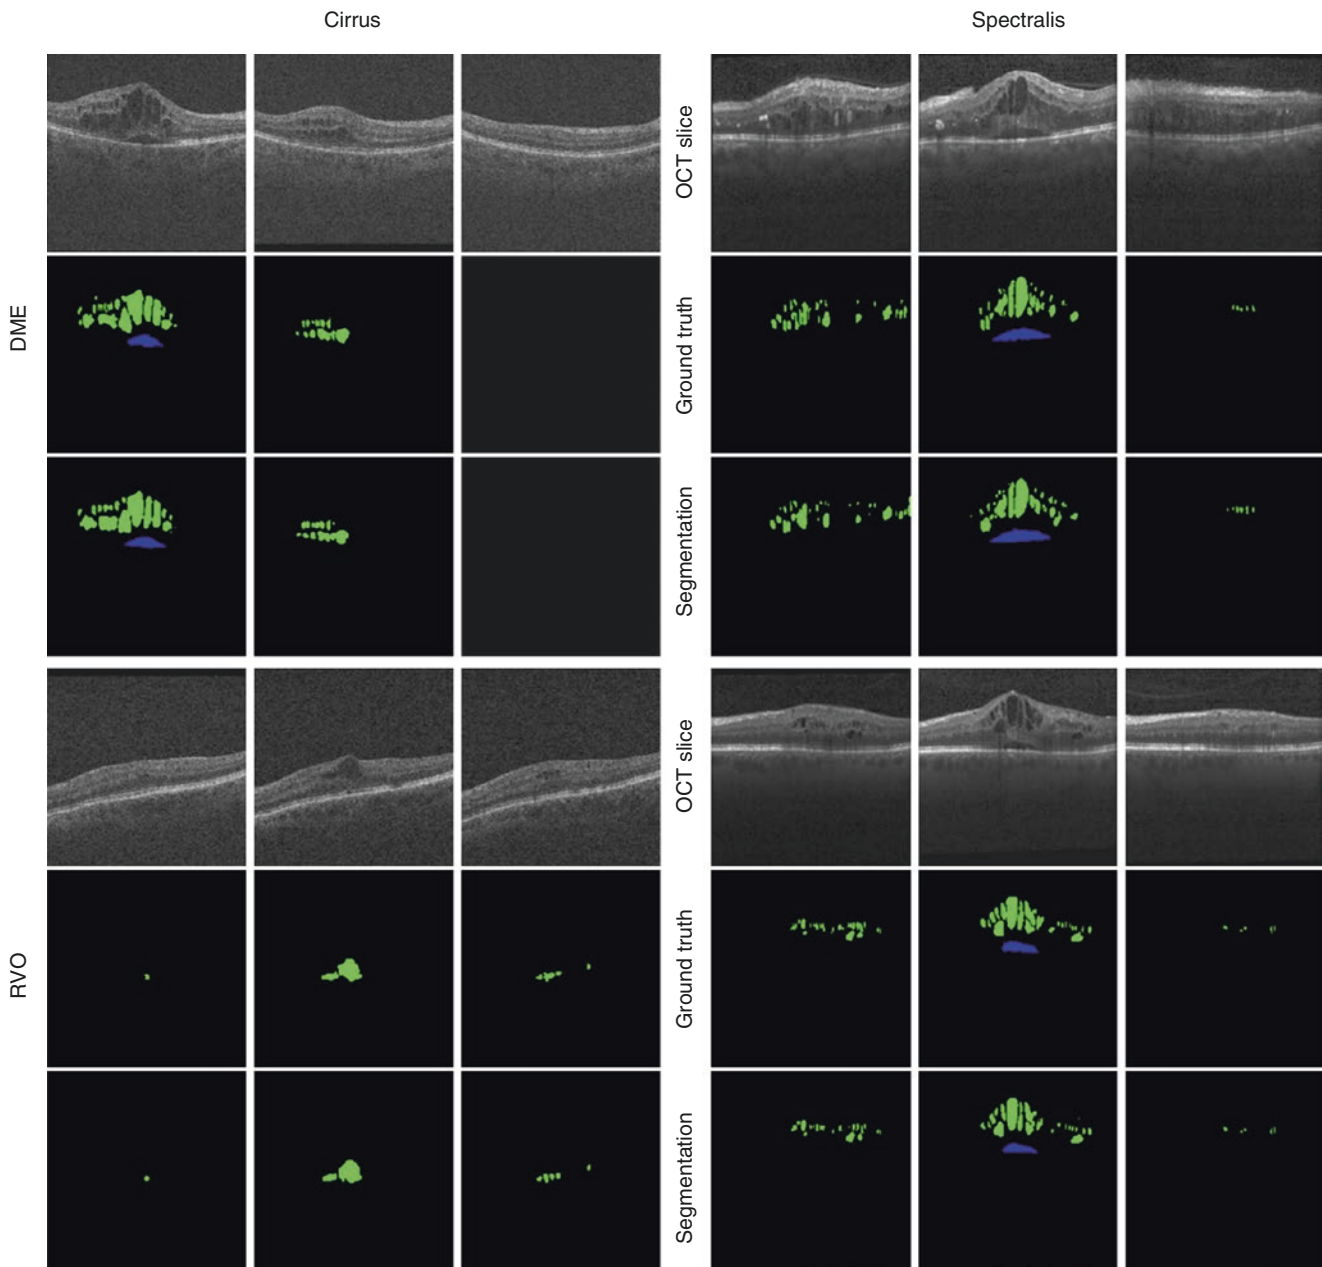 Cirrus
Spectralis
DME
OCT slice
Ground truth
Segmentation
RVO
OCT slice
Ground truth
Segmentation